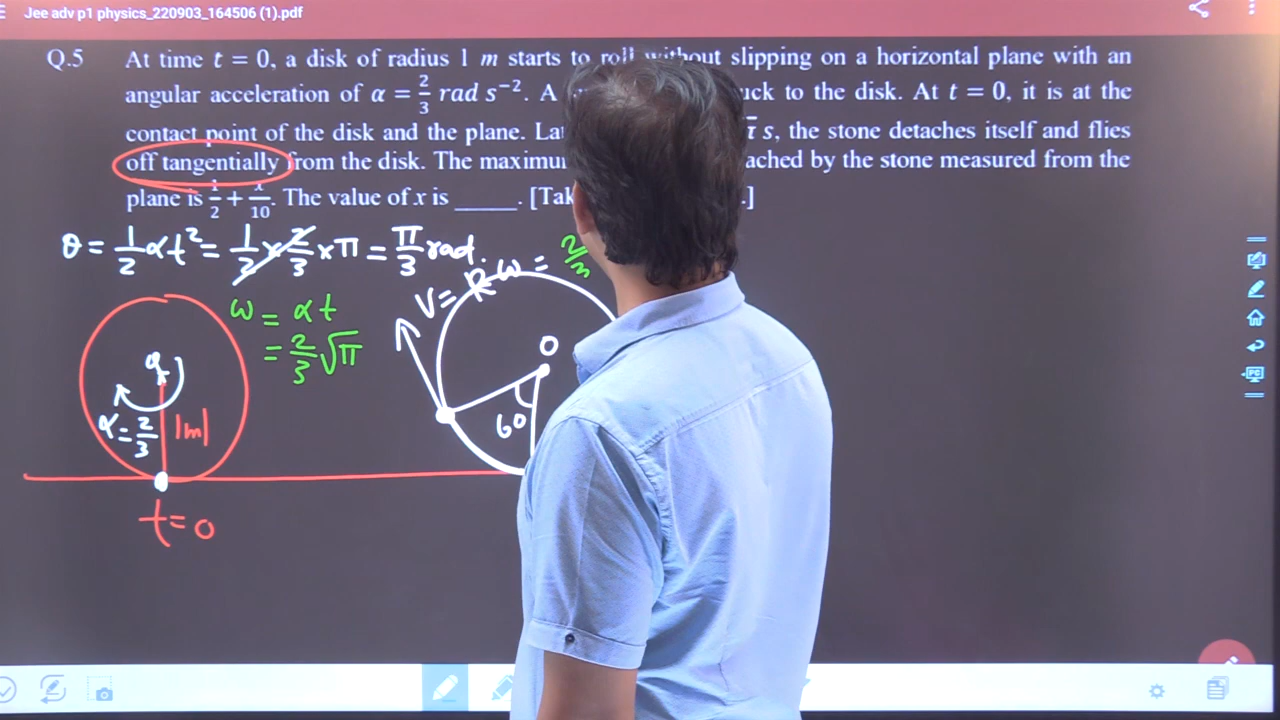 Jee adv p1 physics_220903_164506 (1).pdf
Q.5 At time t = 0, a disk of radius 1 m starts to roll without slipping on a horizontal plane with an
angular acceleration of α = 2/3 rad s⁻². A uck to the disk. At t = 0, it is at the
contact point of the disk and the plane. La s, the stone detaches itself and flies
off tangentially from the disk. The maximu ached by the stone measured from the
plane is 1/2 + x/10. The value of x is _____. [Tak .]
θ = 1/2 αt² = 1/2 × 2/3 × π = π/3 rad.
ω = αt
= 2/3 √π
V = Rω = 2/3
O
60
α = 2/3
1m
t = 0
PC